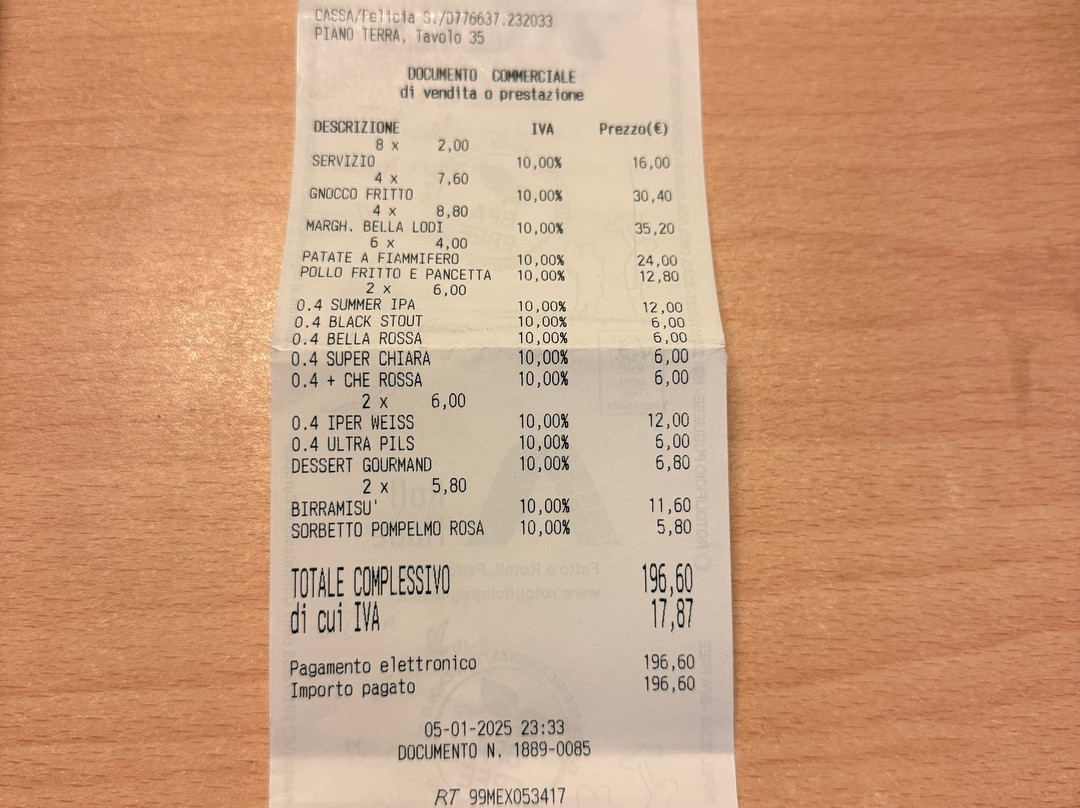 CASSA/Felicia S./D776637.232033
PIANO TERRA, Tavolo 35
DOCUMENTO COMMERCIALE
di vendita o prestazione
DESCRIZIONE IVA Prezzo(€)
8 x 2,00
SERVIZIO 10,00% 16,00
4 x 7,60
GNOCCO FRITTO 10,00% 30,40
4 x 8,80
MARGH. BELLA LODI 10,00% 35,20
6 x 4,00
PATATE A FIAMMIFERO 10,00% 24,00
POLLO FRITTO E PANCETTA 10,00% 12,80
2 x 6,00
0.4 SUMMER IPA 10,00% 12,00
0.4 BLACK STOUT 10,00% 6,00
0.4 BELLA ROSSA 10,00% 6,00
0.4 SUPER CHIARA 10,00% 6,00
0.4 + CHE ROSSA 10,00% 6,00
2 x 6,00
0.4 IPER WEISS 10,00% 12,00
0.4 ULTRA PILS 10,00% 6,00
DESSERT GOURMAND 10,00% 6,80
2 x 5,80
BIRRAMISU' 10,00% 11,60
SORBETTO POMPELMO ROSA 10,00% 5,80
TOTALE COMPLESSIVO 196,60
di cui IVA 17,87
Pagamento elettronico 196,60
Importo pagato 196,60
05-01-2025 23:33
DOCUMENTO N. 1889-0085
RT 99MEX053417